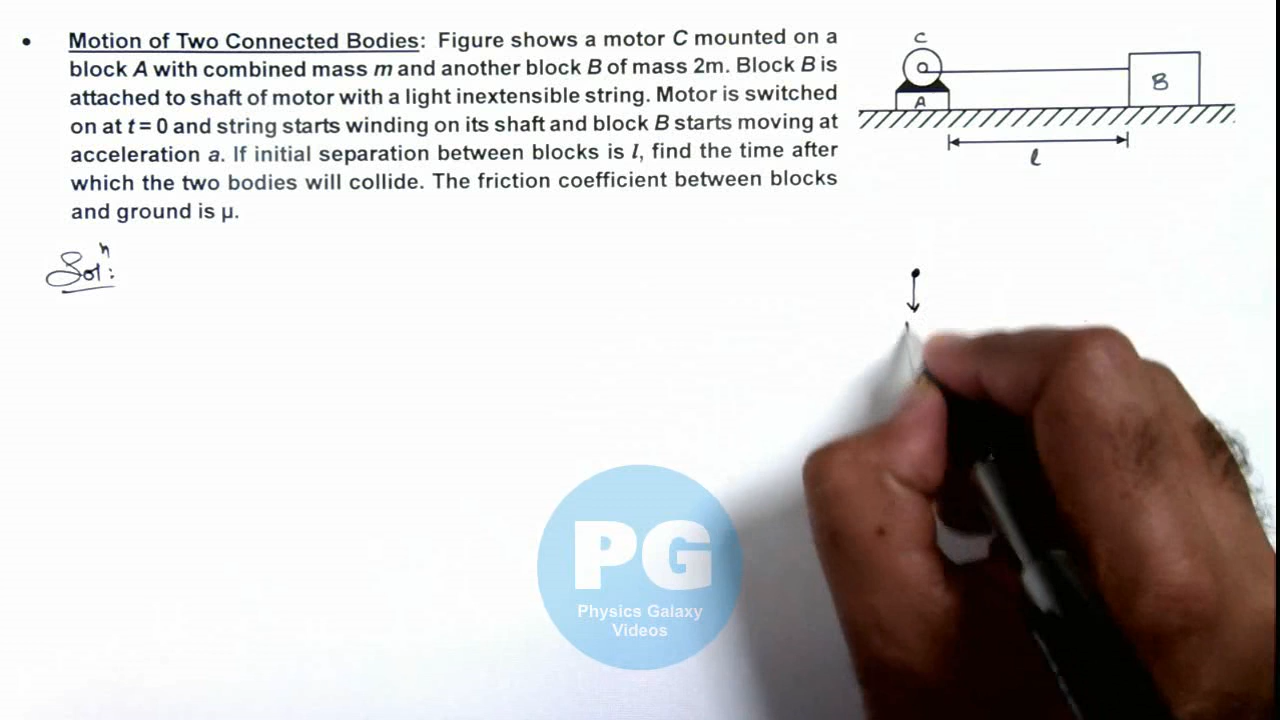 • Motion of Two Connected Bodies: Figure shows a motor C mounted on a
block A with combined mass m and another block B of mass 2m. Block B is
attached to shaft of motor with a light inextensible string. Motor is switched
on at t = 0 and string starts winding on its shaft and block B starts moving at
acceleration a. If initial separation between blocks is l, find the time after
which the two bodies will collide. The friction coefficient between blocks
and ground is μ.
C
B
A
l
Solⁿ:
PG
Physics Galaxy
Videos